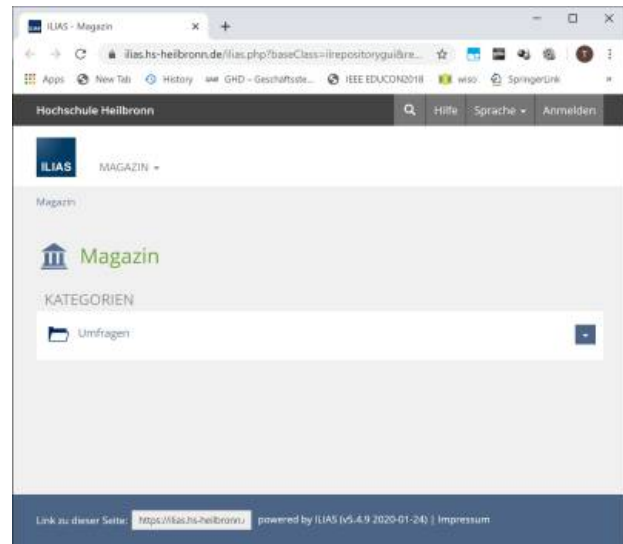 ILIAS - Magazin
ilias.hs-heilbronn.de/ilias.php?baseClass=ilrepositorygui&re...
Apps New Tab History GHD - Geschäftsste... IEEE EDUCON2018 wiso SpringerLink »
Hochschule Heilbronn Hilfe Sprache Anmelden
ILIAS MAGAZIN
Magazin
Magazin
KATEGORIEN
Umfragen
Link zu dieser Seite: https://ilias.hs-heilbronn. powered by ILIAS (v5.4.9 2020-01-24) | Impressum